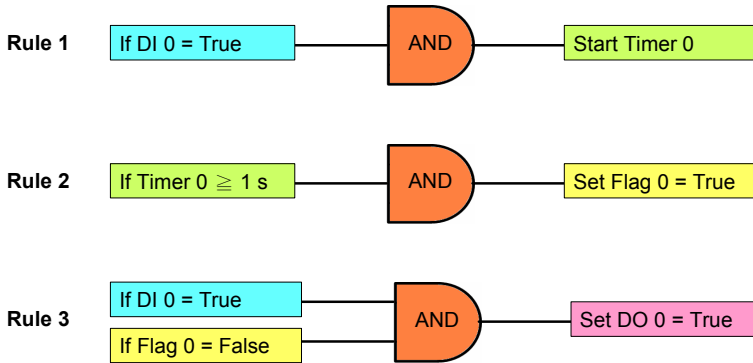 Rule 1
If DI 0 = True
AND
Start Timer 0
Rule 2
If Timer 0 ≧ 1 s
AND
Set Flag 0 = True
Rule 3
If DI 0 = True
If Flag 0 = False
AND
Set DO 0 = True